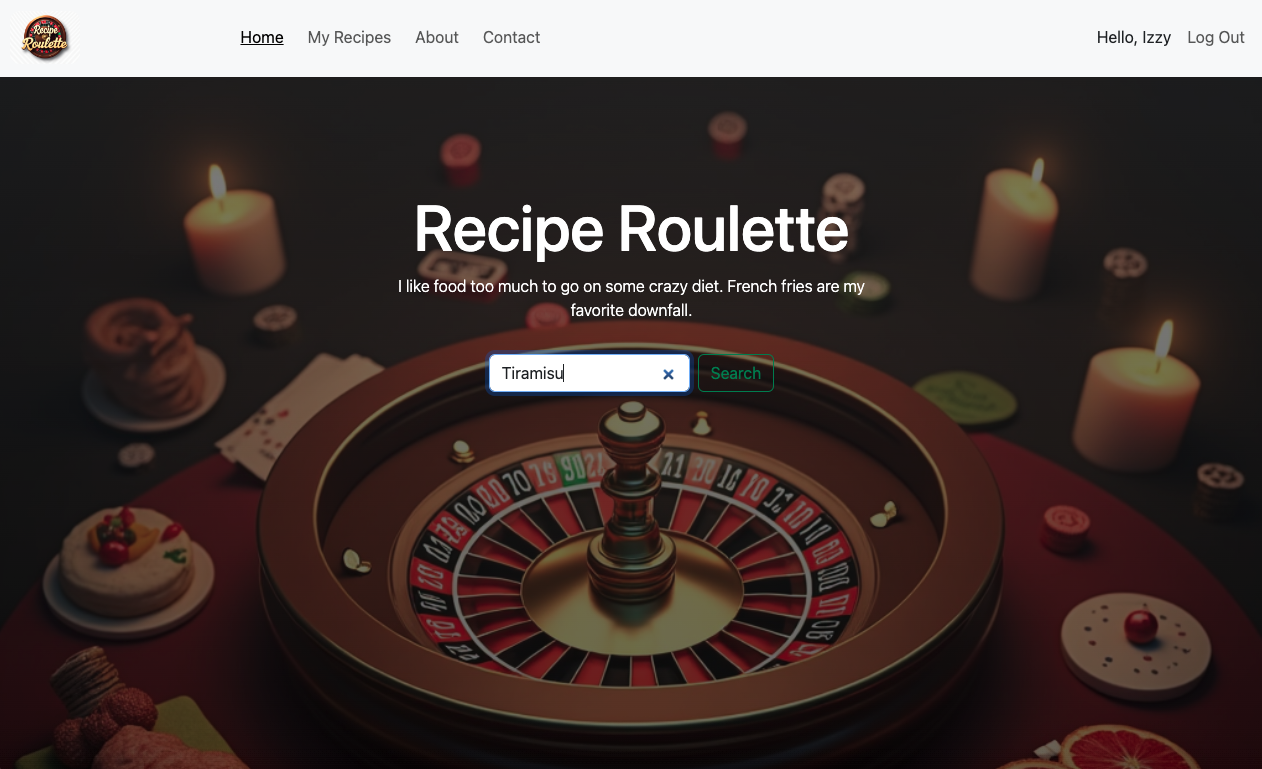 Recipe
Roulette
Home My Recipes About Contact
Hello, Izzy Log Out
Recipe Roulette
I like food too much to go on some crazy diet. French fries are my
favorite downfall.
Tiramisu
Search